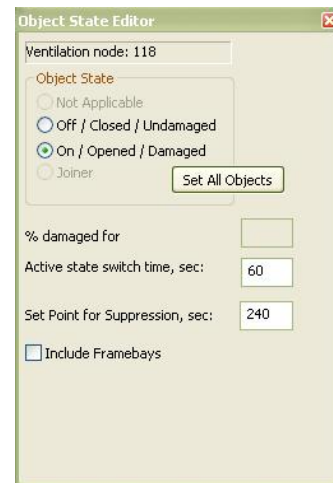 Object State Editor
Ventilation node: 118
Object State
Not Applicable
Off / Closed / Undamaged
On / Opened / Damaged
Joiner
Set All Objects
% damaged for
Active state switch time, sec: 60
Set Point for Suppression, sec: 240
Include Framebays